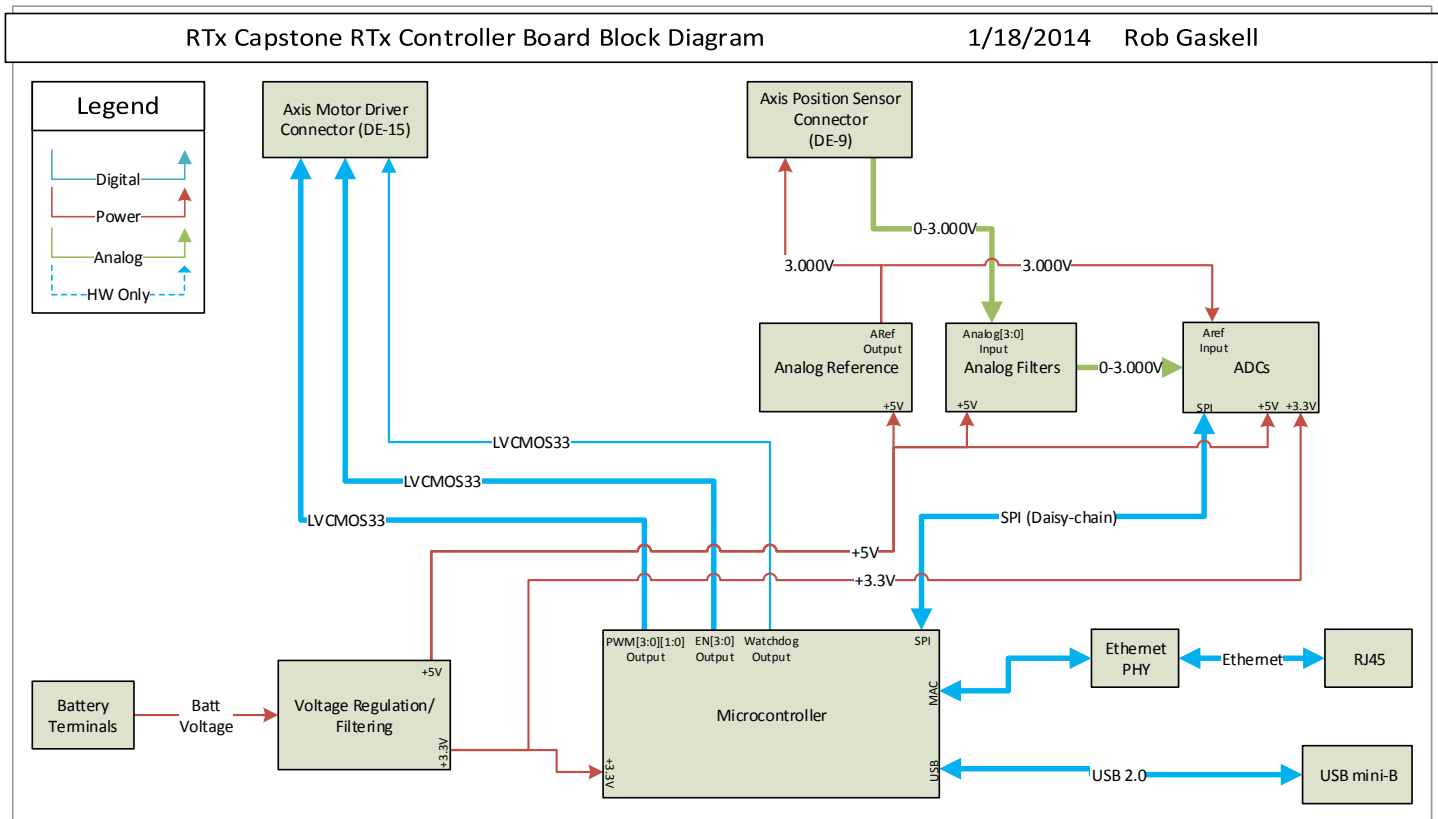 RTx Capstone RTx Controller Board Block Diagram 1/18/2014 Rob Gaskell
Legend
Digital
Power
Analog
HW Only
Axis Motor Driver
Connector (DE-15)
Axis Position Sensor
Connector
(DE-9)
0-3.000V
3.000V
3.000V
ARef
Output
Analog Reference
+5V
Analog[3:0]
Input
Analog Filters
+5V
0-3.000V
Aref
Input
ADCs
SPI
+5V
+3.3V
LVCMOS33
LVCMOS33
LVCMOS33
SPI (Daisy-chain)
+5V
+3.3V
Battery
Terminals
Batt
Voltage
+5V
Voltage Regulation/
Filtering
+3.3V
PWM[3:0][1:0]
Output
EN[3:0]
Output
Watchdog
Output
SPI
Microcontroller
+3.3V
MAC
USB
Ethernet
PHY
Ethernet
RJ45
USB 2.0
USB mini-B